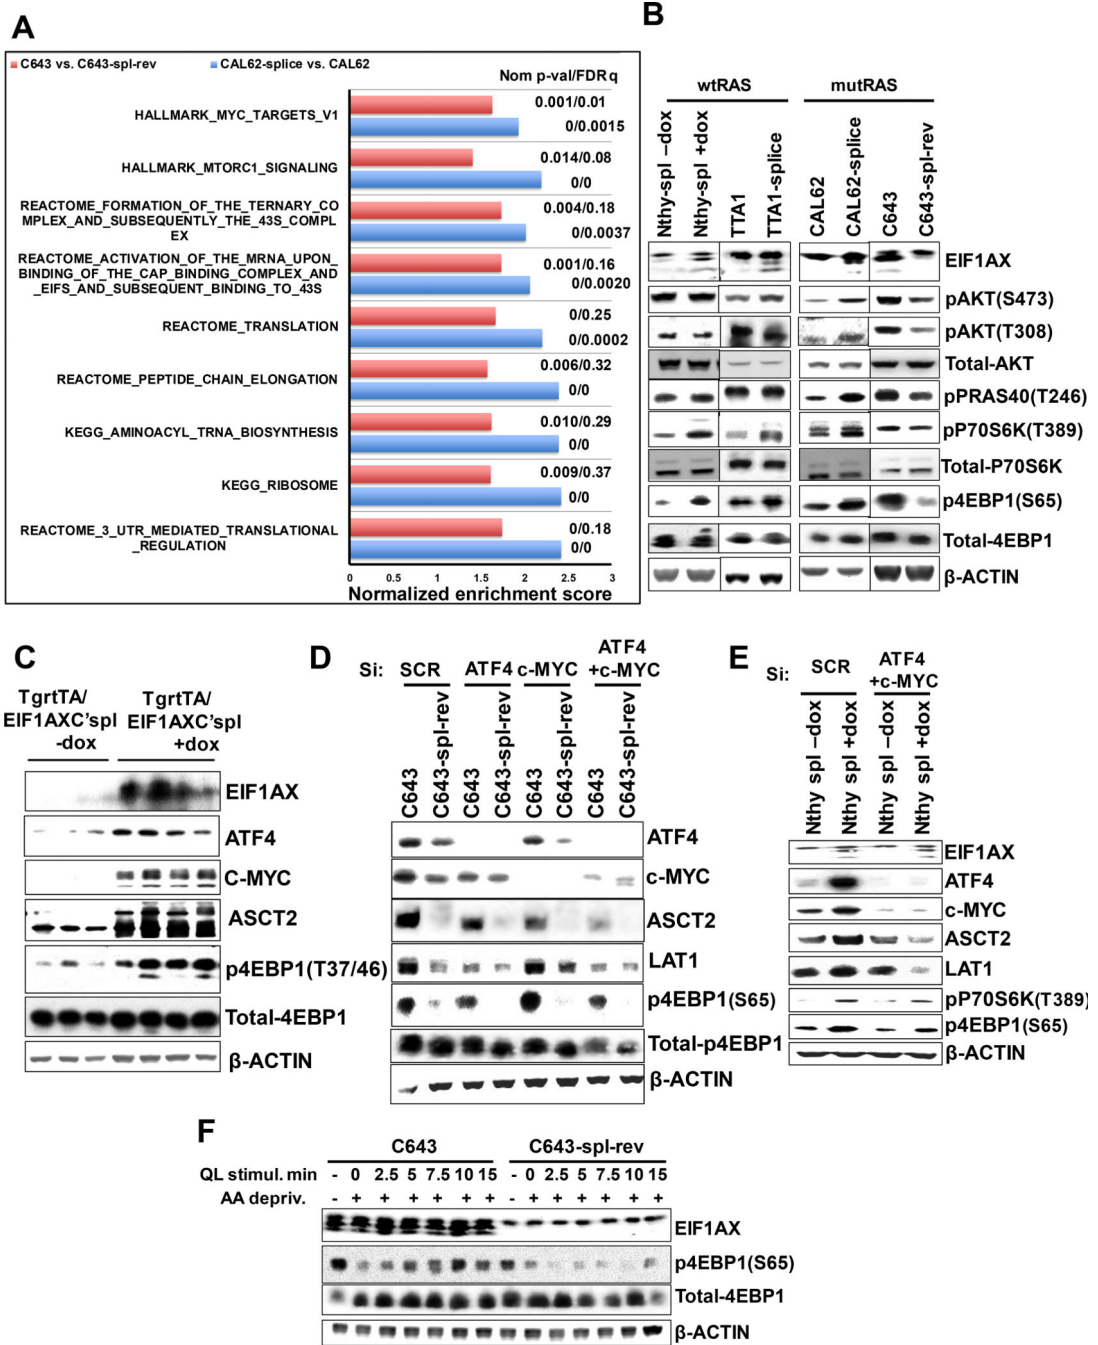 A
C643 vs. C643-spl-rev
CAL62-splice vs. CAL62
Nom p-val/FDR q
HALLMARK_MYC_TARGETS_V1
0.001/0.01
0/0.0015
HALLMARK_MTORC1_SIGNALING
0.014/0.08
0/0
REACTOME_FORMATION_OF_THE_TERNARY_CO
MPLEX_AND_SUBSEQUENTLY_THE_43S_COMPL
EX
0.004/0.18
0/0.0037
REACTOME_ACTIVATION_OF_THE_MRNA_UPON_
BINDING_OF_THE_CAP_BINDING_COMPLEX_AND
_EIFS_AND_SUBSEQUENT_BINDING_TO_43S
0.001/0.16
0/0.0020
REACTOME_TRANSLATION
0/0.25
0/0.0002
REACTOME_PEPTIDE_CHAIN_ELONGATION
0.006/0.32
0/0
KEGG_AMINOACYL_TRNA_BIOSYNTHESIS
0.010/0.29
0/0
KEGG_RIBOSOME
0.009/0.37
0/0
REACTOME_3_UTR_MEDIATED_TRANSLATIONAL
_REGULATION
0/0.18
0/0
0 0.5 1 1.5 2 2.5 3
Normalized enrichment score
B
wtRAS mutRAS
Nthy-spl –dox
Nthy-spl +dox
TTA1
TTA1-splice
CAL62
CAL62-splice
C643
C643-spl-rev
EIF1AX
pAKT(S473)
pAKT(T308)
Total-AKT
pPRAS40(T246)
pP70S6K(T389)
Total-P70S6K
p4EBP1(S65)
Total-4EBP1
β-ACTIN
C
TgrtTA/
EIF1AXC'spl
-dox
TgrtTA/
EIF1AXC'spl
+dox
EIF1AX
ATF4
C-MYC
ASCT2
p4EBP1(T37/46)
Total-4EBP1
β-ACTIN
D
Si: SCR ATF4 c-MYC ATF4
+c-MYC
C643
C643-spl-rev
C643
C643-spl-rev
C643
C643-spl-rev
C643
C643-spl-rev
ATF4
c-MYC
ASCT2
LAT1
p4EBP1(S65)
Total-p4EBP1
β-ACTIN
E
Si: SCR ATF4
+c-MYC
Nthy spl –dox
Nthy spl +dox
Nthy spl –dox
Nthy spl +dox
EIF1AX
ATF4
c-MYC
ASCT2
LAT1
pP70S6K(T389)
p4EBP1(S65)
β-ACTIN
F
C643 C643-spl-rev
QL stimul. min - 0 2.5 5 7.5 10 15 - 0 2.5 5 7.5 10 15
AA depriv. - + + + + + + - + + + + + +
EIF1AX
p4EBP1(S65)
Total-4EBP1
β-ACTIN